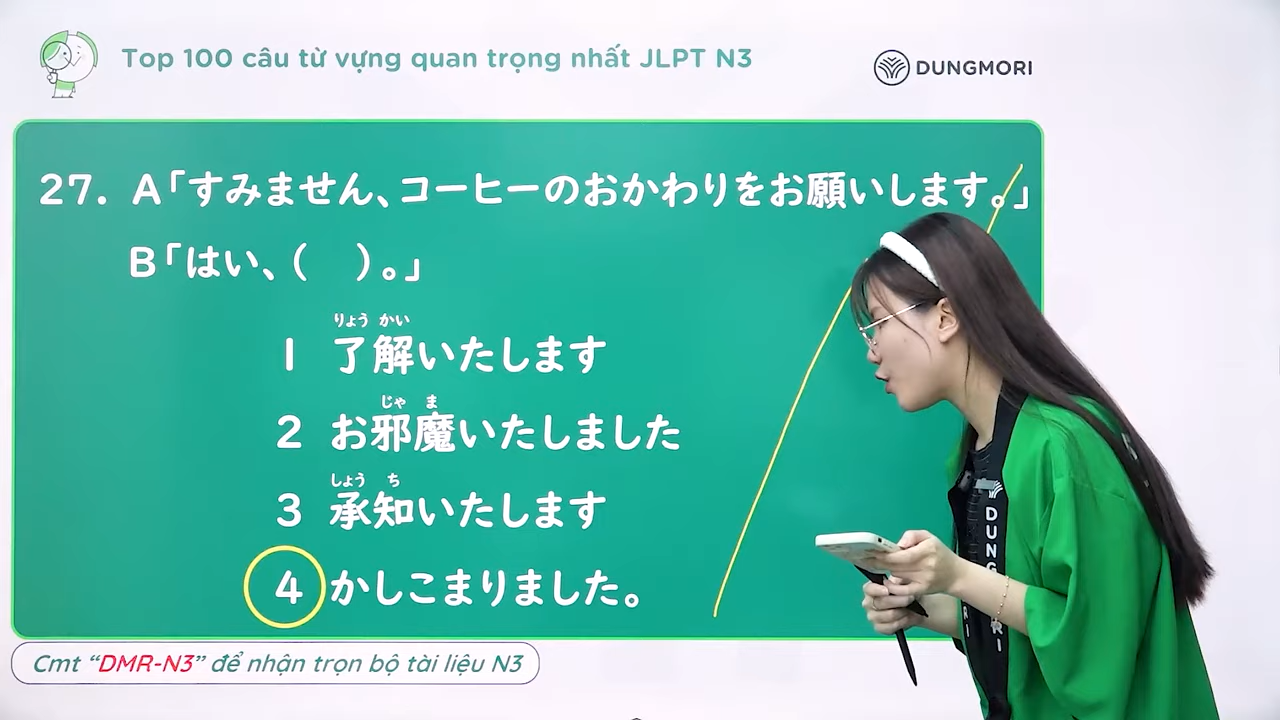 Top 100 câu từ vựng quan trọng nhất JLPT N3
DUNGMORI
27. A「すみません、コーヒーのおかわりをお願いします。」
B「はい、( )。」
りょう かい
1 了解いたします
じゃ ま
2 お邪魔いたしました
しょう ち
3 承知いたします
4 かしこまりました。
Cmt “DMR-N3” để nhận trọn bộ tài liệu N3